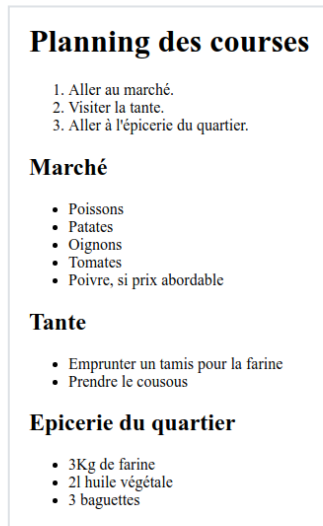 Planning des courses
1. Aller au marché.
2. Visiter la tante.
3. Aller à l'épicerie du quartier.
Marché
• Poissons
• Patates
• Oignons
• Tomates
• Poivre, si prix abordable
Tante
• Emprunter un tamis pour la farine
• Prendre le cousous
Epicerie du quartier
• 3Kg de farine
• 2l huile végétale
• 3 baguettes